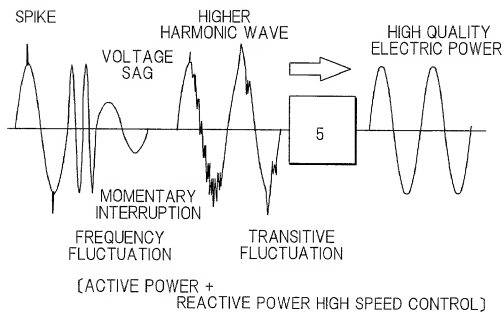 SPIKE
VOLTAGE
SAG
HIGHER
HARMONIC WAVE
HIGH QUALITY
ELECTRIC POWER
5
MOMENTARY
INTERRUPTION
FREQUENCY
FLUCTUATION
TRANSITIVE
FLUCTUATION
〔ACTIVE POWER +
REACTIVE POWER HIGH SPEED CONTROL〕